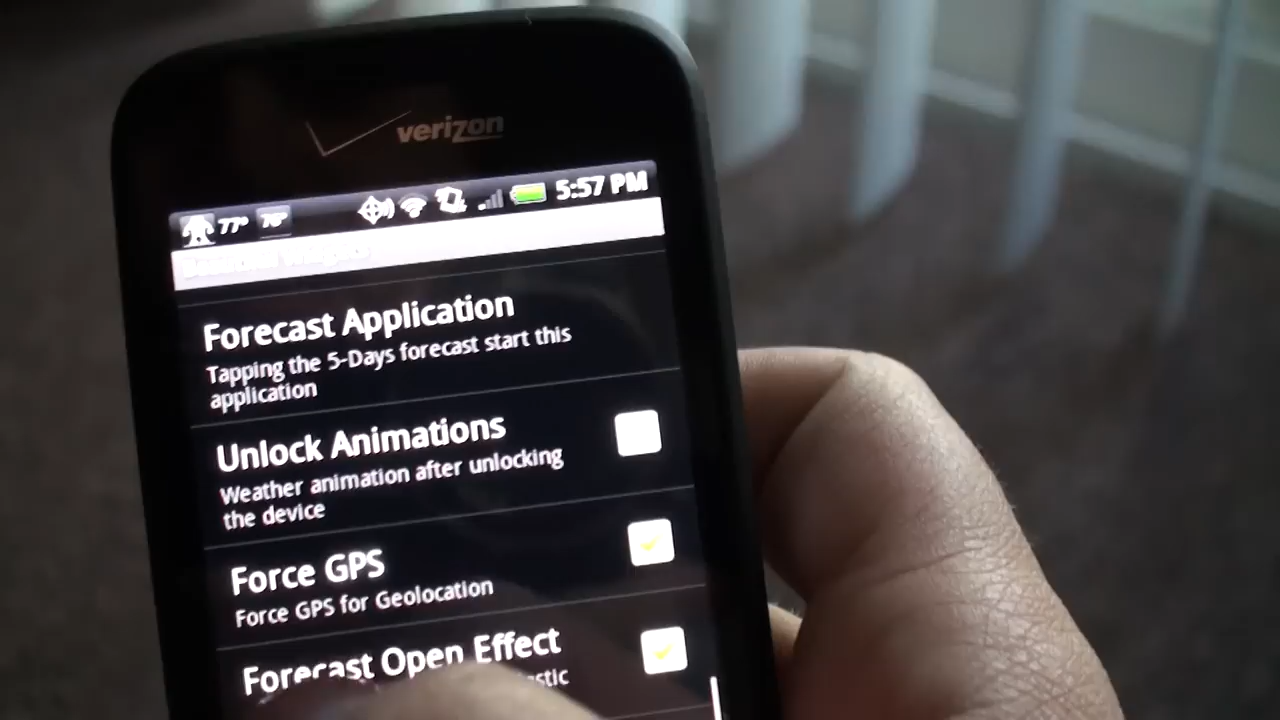 verizon
77° 76° 5:57 PM
Forecast Application
Tapping the 5-Days forecast start this
application
Unlock Animations
Weather animation after unlocking
the device
Force GPS
Force GPS for Geolocation
Forecast Open Effect